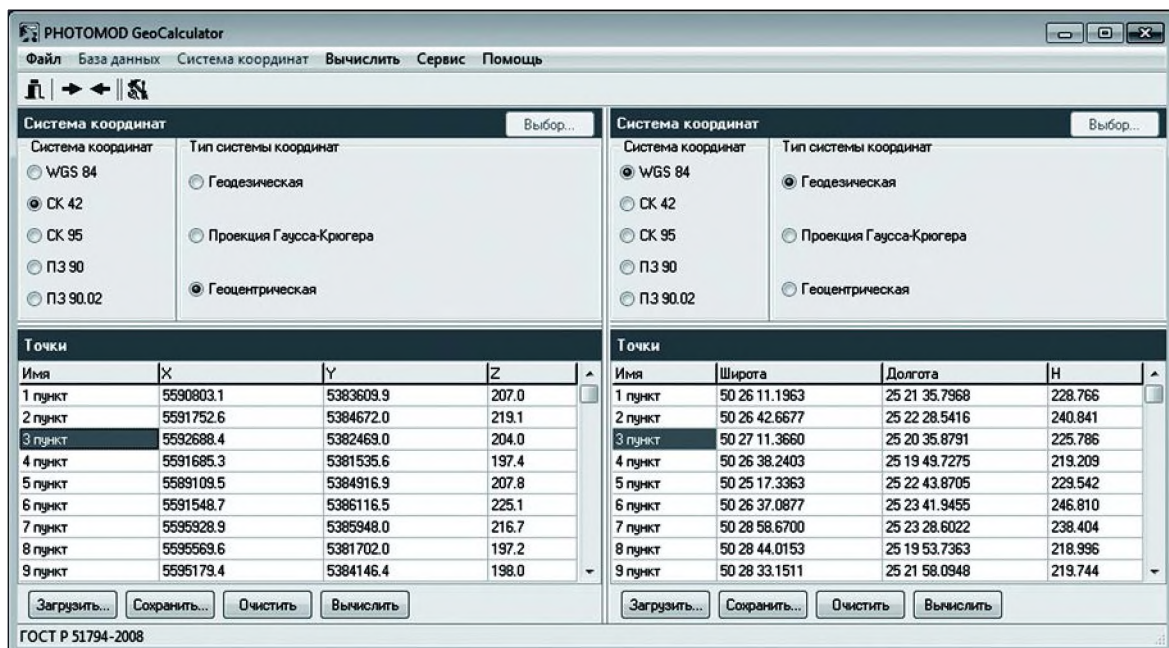 PHOTOMOD GeoCalculator
Файл База данных Система координат Вычислить Сервис Помощь
Система координат Выбор...
Система координат Тип системы координат
WGS 84
Геодезическая
СК 42
СК 95
Проекция Гаусса-Крюгера
ПЗ 90
Геоцентрическая
ПЗ 90.02
Точки
Имя X Y Z
1 пункт 5590803.1 5383609.9 207.0
2 пункт 5591752.6 5384672.0 219.1
3 пункт 5592688.4 5382469.0 204.0
4 пункт 5591685.3 5381535.6 197.4
5 пункт 5589109.5 5384916.9 207.8
6 пункт 5591548.7 5386116.5 225.1
7 пункт 5595928.9 5385948.0 216.7
8 пункт 5595569.6 5381702.0 197.2
9 пункт 5595179.4 5384146.4 198.0
Загрузить... Сохранить... Очистить Вычислить
Система координат Выбор...
Система координат Тип системы координат
WGS 84
Геодезическая
СК 42
СК 95
Проекция Гаусса-Крюгера
ПЗ 90
Геоцентрическая
ПЗ 90.02
Точки
Имя Широта Долгота H
1 пункт 50 26 11.1963 25 21 35.7968 228.766
2 пункт 50 26 42.6677 25 22 28.5416 240.841
3 пункт 50 27 11.3660 25 20 35.8791 225.786
4 пункт 50 26 38.2403 25 19 49.7275 219.209
5 пункт 50 25 17.3363 25 22 43.8705 229.542
6 пункт 50 26 37.0877 25 23 41.9455 246.810
7 пункт 50 28 58.6700 25 23 28.6022 238.404
8 пункт 50 28 44.0153 25 19 53.7363 218.996
9 пункт 50 28 33.1511 25 21 58.0948 219.744
Загрузить... Сохранить... Очистить Вычислить
ГОСТ Р 51794-2008